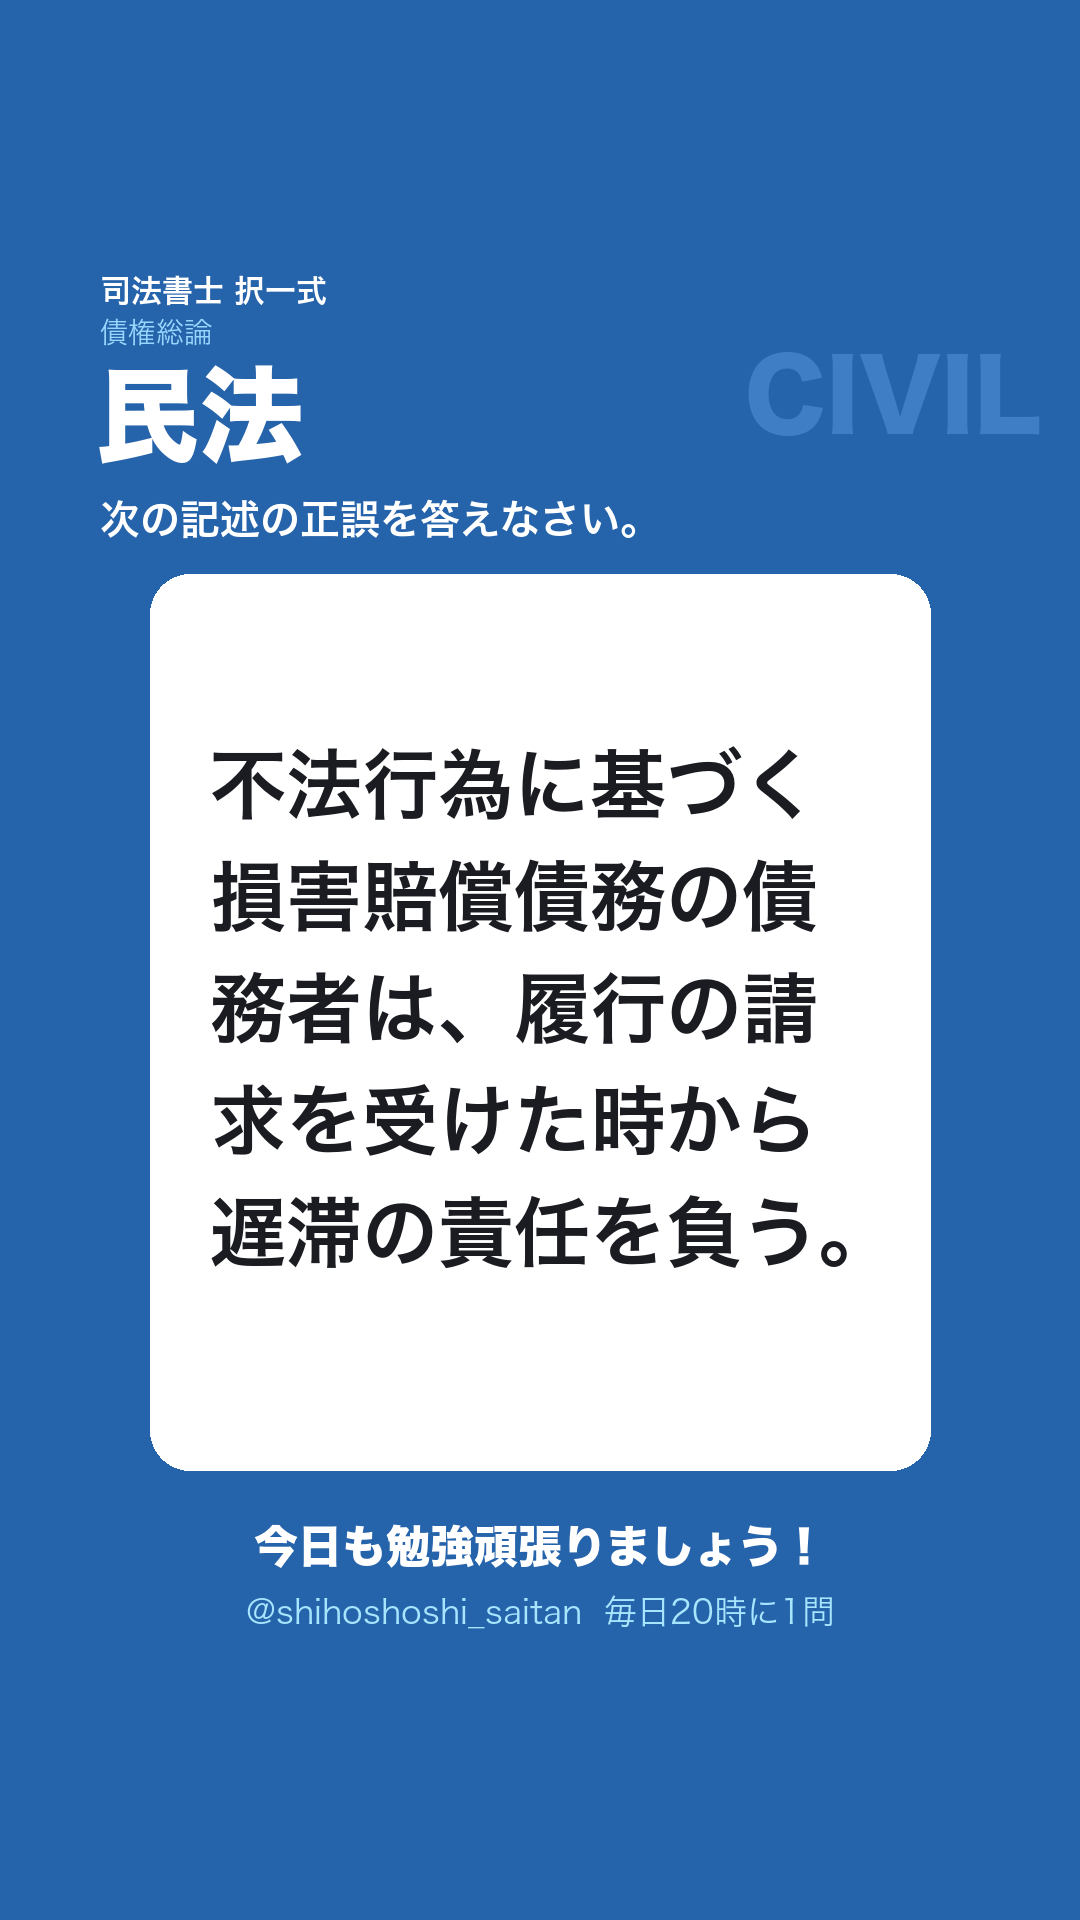 司法書士 択一式
債権総論
民法
CIVIL
次の記述の正誤を答えなさい。
不法行為に基づく
損害賠償債務の債
務者は、履行の請
求を受けた時から
遅滞の責任を負う。
今日も勉強頑張りましょう！
@shihoshoshi_saitan 毎日20時に1問